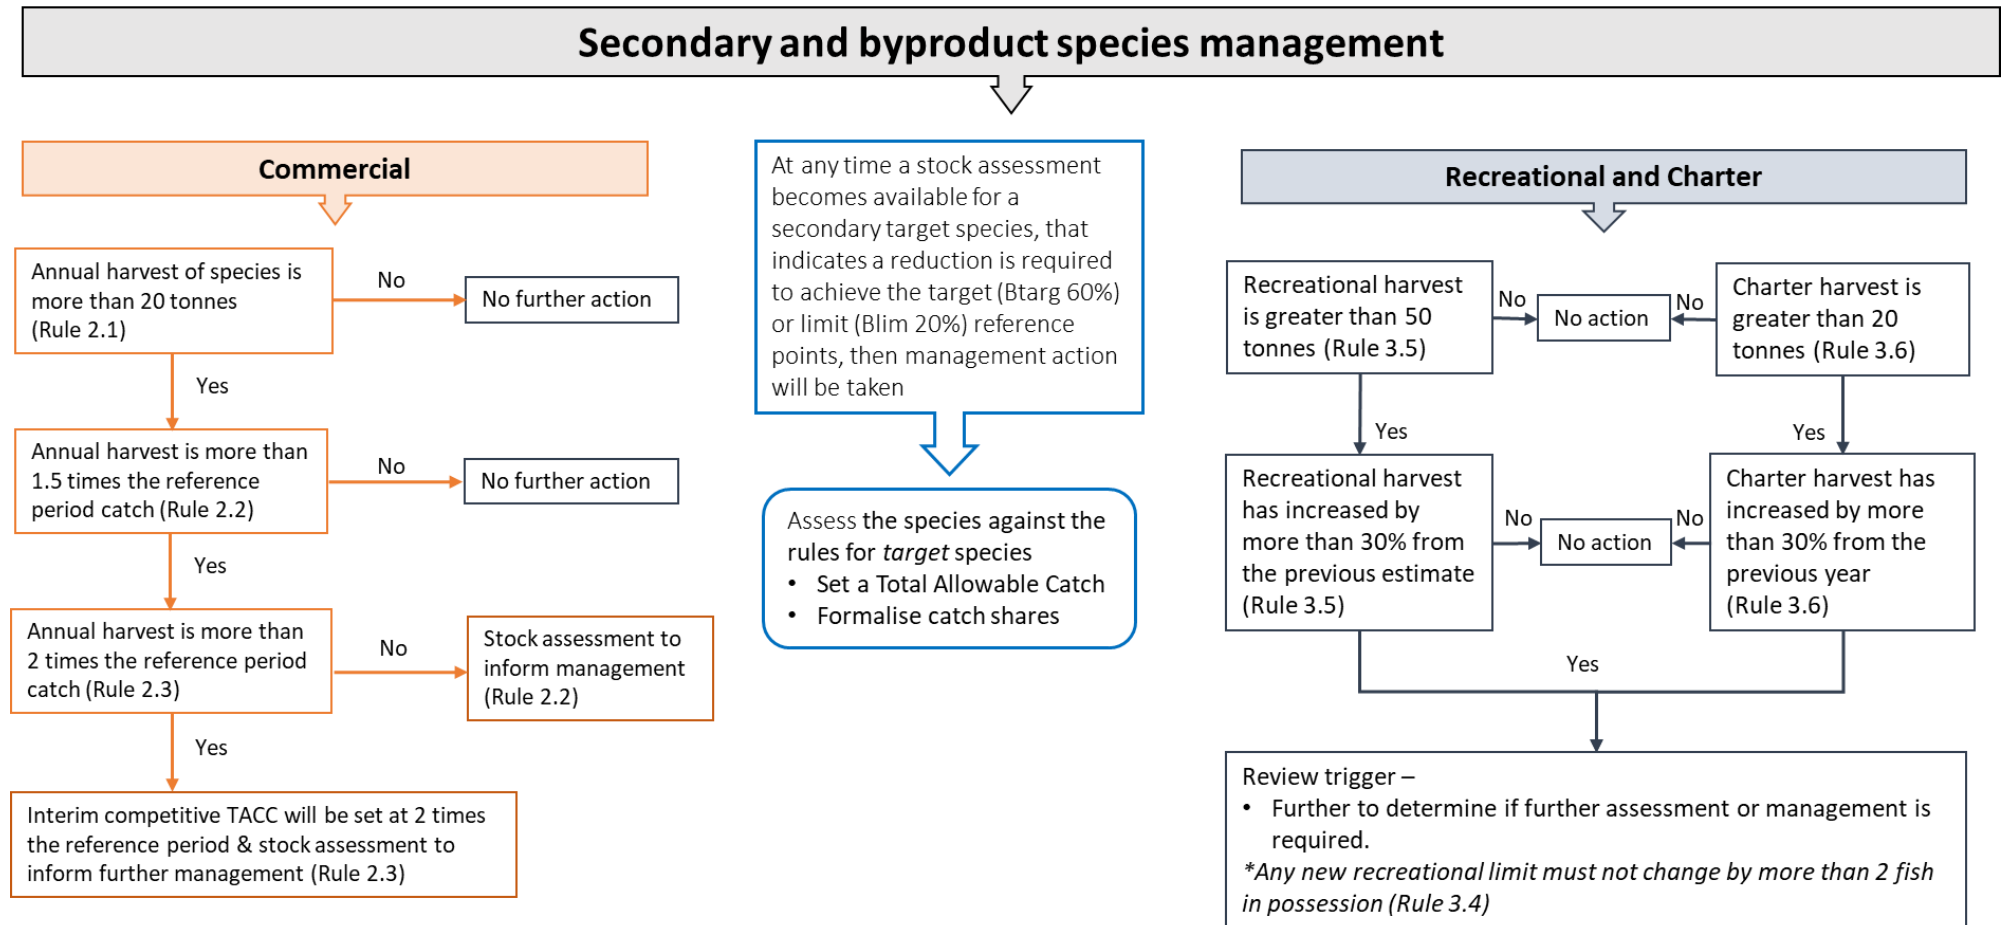 Secondary and byproduct species management
Commercial
Annual harvest of species is
more than 20 tonnes
(Rule 2.1)
No
No further action
Yes
Annual harvest is more than
1.5 times the reference
period catch (Rule 2.2)
No
No further action
Yes
Annual harvest is more than
2 times the reference period
catch (Rule 2.3)
No
Stock assessment to
inform management
(Rule 2.2)
Yes
Interim competitive TACC will be set at 2 times
the reference period & stock assessment to
inform further management (Rule 2.3)
At any time a stock assessment
becomes available for a
secondary target species, that
indicates a reduction is required
to achieve the target (Btarg 60%)
or limit (Blim 20%) reference
points, then management action
will be taken
Assess the species against the
rules for target species
• Set a Total Allowable Catch
• Formalise catch shares
Recreational and Charter
Recreational harvest
is greater than 50
tonnes (Rule 3.5)
No
No action
No
Charter harvest is
greater than 20
tonnes (Rule 3.6)
Yes
Yes
Recreational harvest
has increased by
more than 30% from
the previous estimate
(Rule 3.5)
No
No action
No
Charter harvest has
increased by more
than 30% from the
previous year
(Rule 3.6)
Yes
Review trigger –
• Further to determine if further assessment or management is
required.
*Any new recreational limit must not change by more than 2 fish
in possession (Rule 3.4)